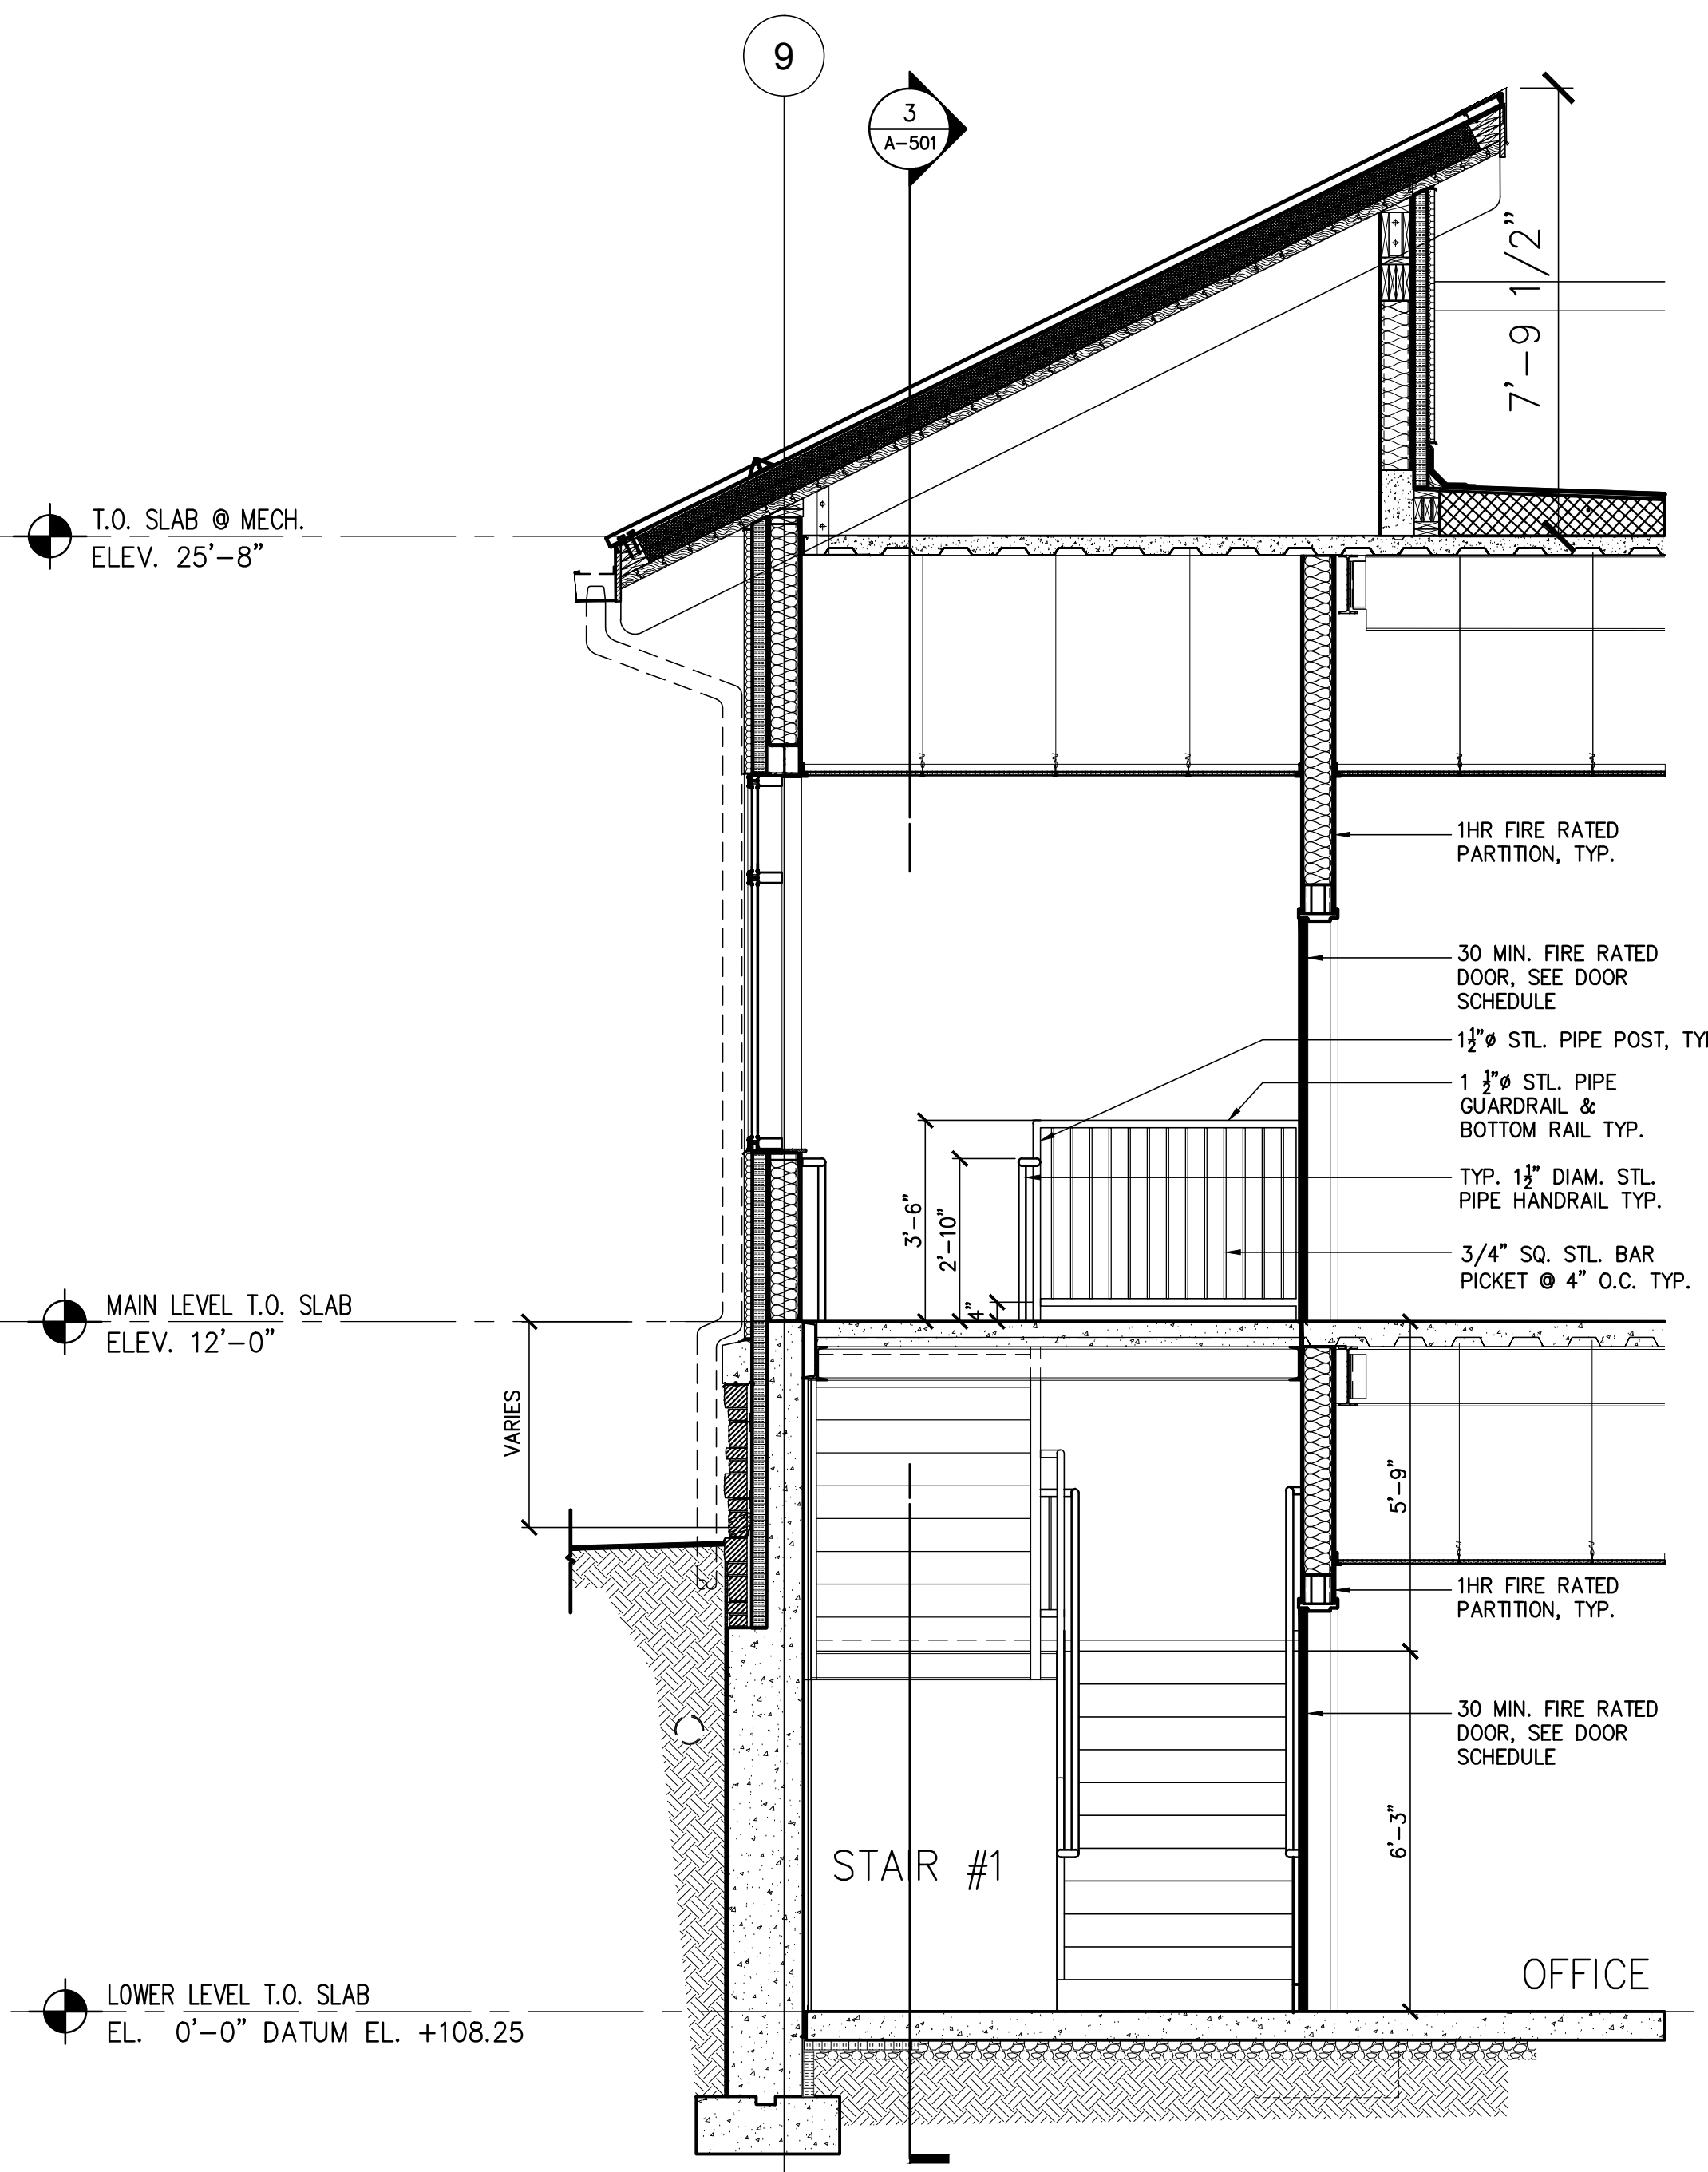 9
3
A-501
7'-9 1/2"
T.O. SLAB @ MECH.
ELEV. 25'-8"
1HR FIRE RATED
PARTITION, TYP.
30 MIN. FIRE RATED
DOOR, SEE DOOR
SCHEDULE
1½"ø STL. PIPE POST, TYP
1 ½"ø STL. PIPE
GUARDRAIL &
BOTTOM RAIL TYP.
TYP. 1½" DIAM. STL.
PIPE HANDRAIL TYP.
3/4" SQ. STL. BAR
PICKET @ 4" O.C. TYP.
3'-6"
2'-10"
4"
MAIN LEVEL T.O. SLAB
ELEV. 12'-0"
VARIES
5'-9"
1HR FIRE RATED
PARTITION, TYP.
30 MIN. FIRE RATED
DOOR, SEE DOOR
SCHEDULE
6'-3"
STAIR #1
OFFICE
LOWER LEVEL T.O. SLAB
EL. 0'-0" DATUM EL. +108.25